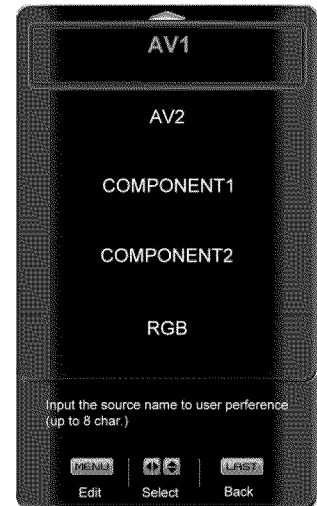 AV1
AV2
COMPONENT1
COMPONENT2
RGB
Input the source name to user perference
(up to 8 char.)
MENU LAST
Edit Select Back